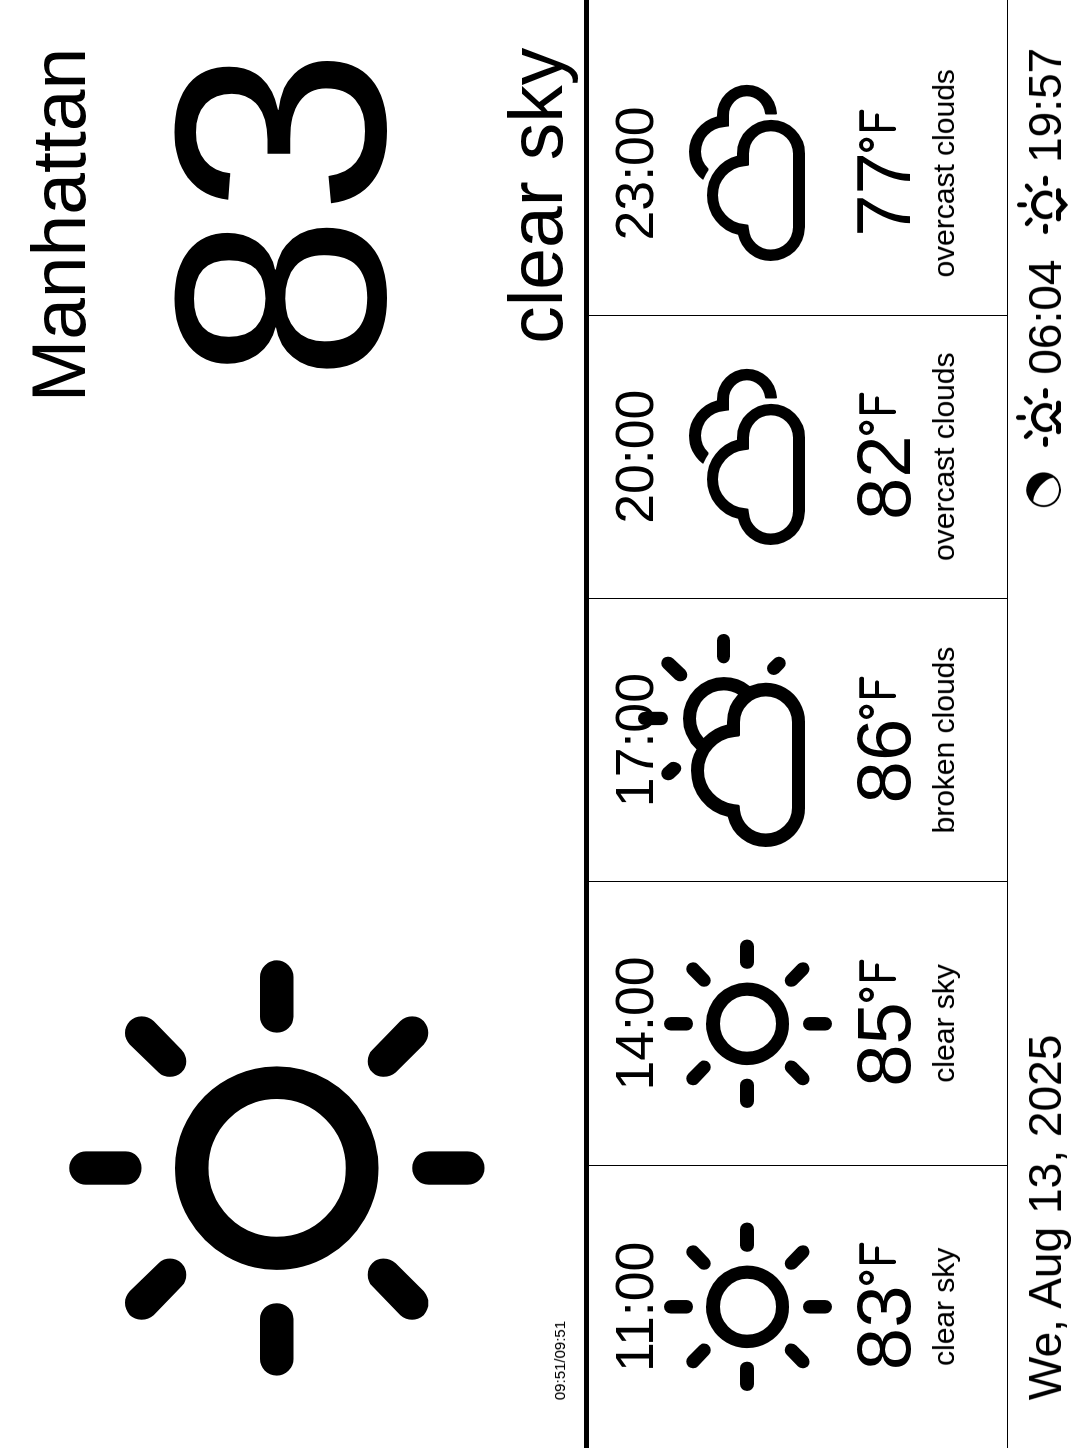 Manhattan
83
clear sky
09:51/09:51
11:00
83°F
clear sky
14:00
85°F
clear sky
17:00
86°F
broken clouds
20:00
82°F
overcast clouds
23:00
77°F
overcast clouds
We, Aug 13, 2025
06:04
19:57